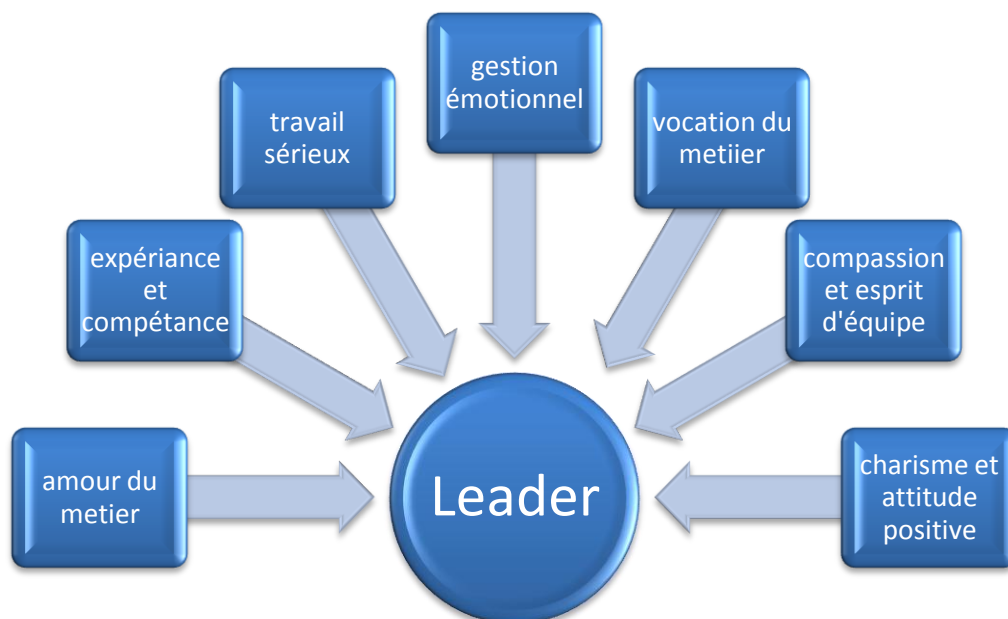 amour du
metier
expériance
et
compétance
travail
sérieux
gestion
émotionnel
vocation du
metiier
compassion
et esprit
d'équipe
charisme et
attitude
positive
Leader